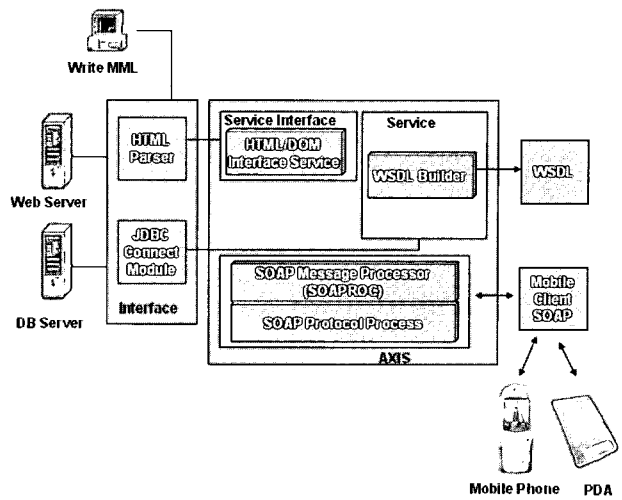 Write MML
Web Server
DB Server
HTML
Parser
JDBC
Connect
Module
Interface
Service Interface
HTML/DOM
Interface Service
Service
WSDL Builder
WSDL
SOAP Message Processor
(SOAPROC)
SOAP Protocol Process
AXIS
Mobile
Client
SOAP
Mobile Phone
PDA